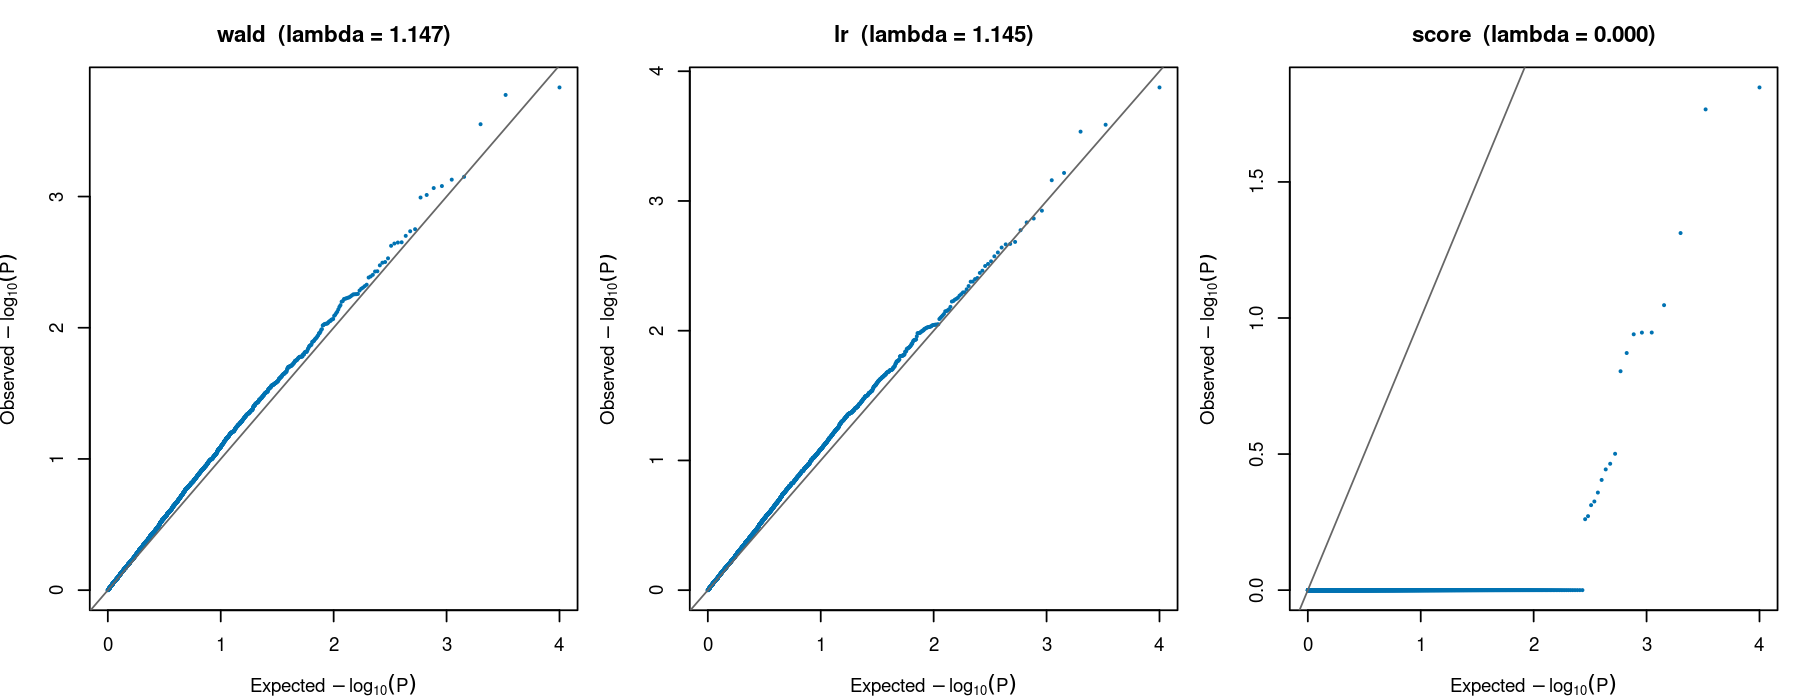 wald  (lambda = 1.147)
Observed −log₁₀(P)
0
1
2
3
0 1 2 3 4
Expected −log₁₀(P)
lr  (lambda = 1.145)
Observed −log₁₀(P)
0
1
2
3
4
0 1 2 3 4
Expected −log₁₀(P)
score  (lambda = 0.000)
Observed −log₁₀(P)
0.0
0.5
1.0
1.5
0 1 2 3 4
Expected −log₁₀(P)